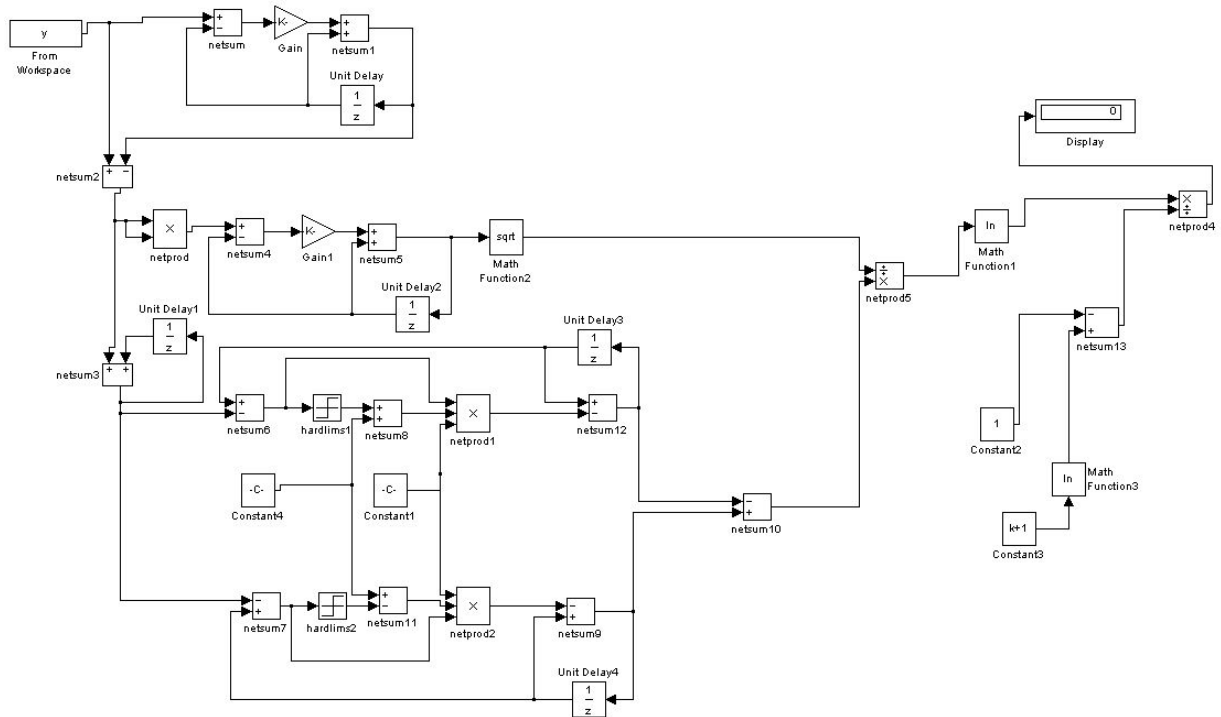 y
From
Workspace
+
−
netsum
K-
Gain
+
+
netsum1
Unit Delay
1
z
+ −
netsum2
×
netprod
+
−
netsum4
K-
Gain1
+
+
netsum5
Unit Delay2
1
z
sqrt
Math
Function2
÷
×
netprod5
In
Math
Function1
×
÷
netprod4
0
Display
−
+
netsum13
1
Constant2
In
Math
Function3
k+1
Constant3
Unit Delay1
1
z
+ +
netsum3
Unit Delay3
1
z
+
−
netsum6
hardlims1
+
+
netsum8
×
netprod1
+
−
netsum12
-C-
Constant4
-C-
Constant1
−
+
netsum10
−
+
netsum7
hardlims2
+
−
netsum11
×
netprod2
−
+
netsum9
Unit Delay4
1
z